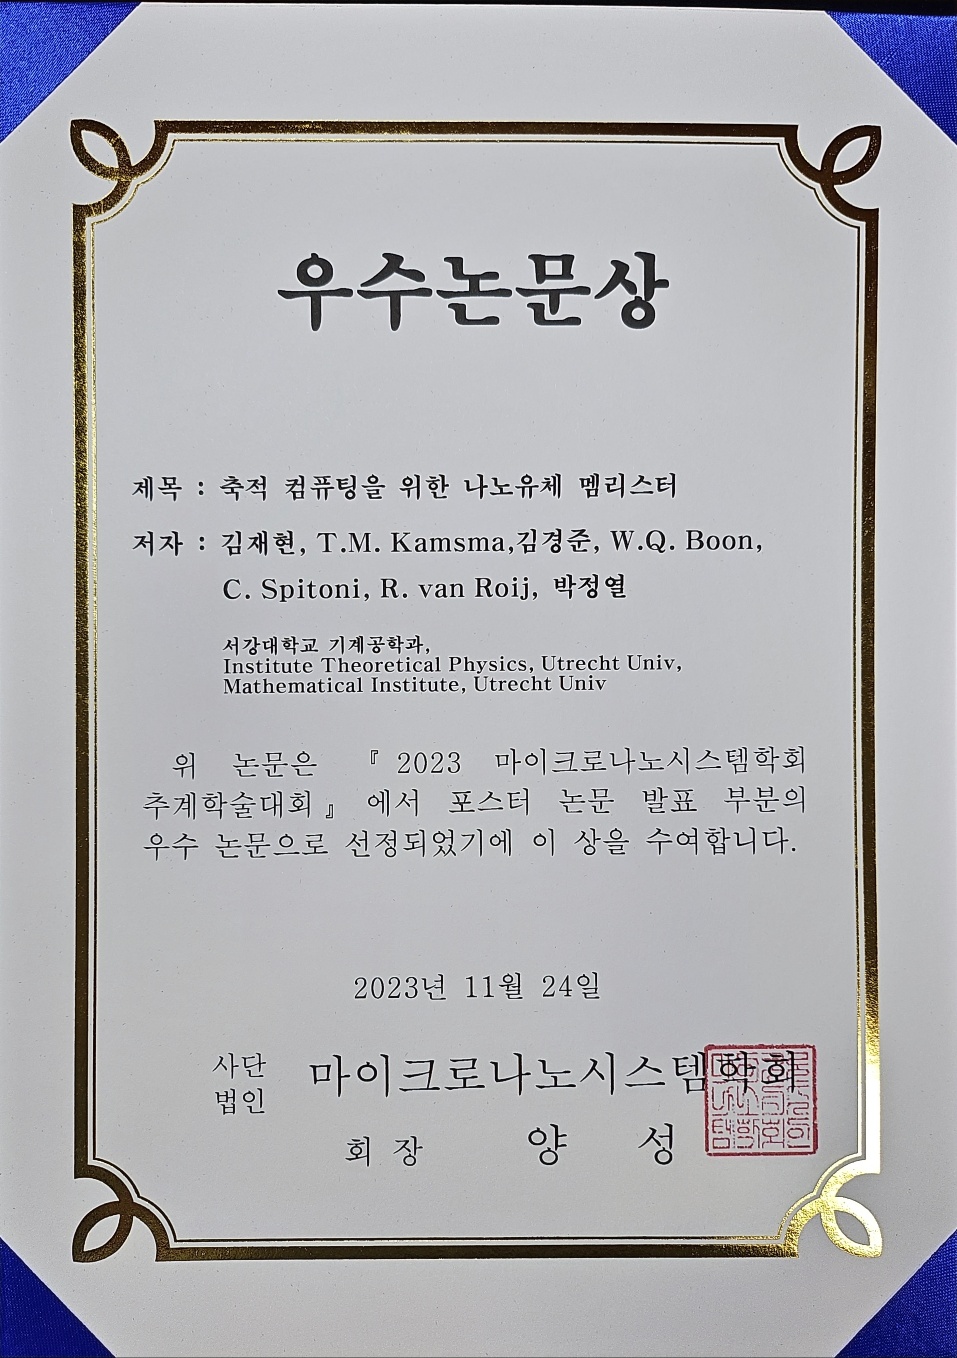 우수논문상
제목 : 축적 컴퓨팅을 위한 나노유체 멤리스터
저자 : 김재현, T.M. Kamsma,김경준, W.Q. Boon,
C. Spitoni, R. van Roij, 박정열
서강대학교 기계공학과,
Institute Theoretical Physics, Utrecht Univ,
Mathematical Institute, Utrecht Univ
위 논문은 『2023 마이크로나노시스템학회
추계학술대회』 에서 포스터 논문 발표 부분의
우수 논문으로 선정되었기에 이 상을 수여합니다.
2023년 11월 24일
사단
법인
마이크로나노시스템학회
회 장 양 성